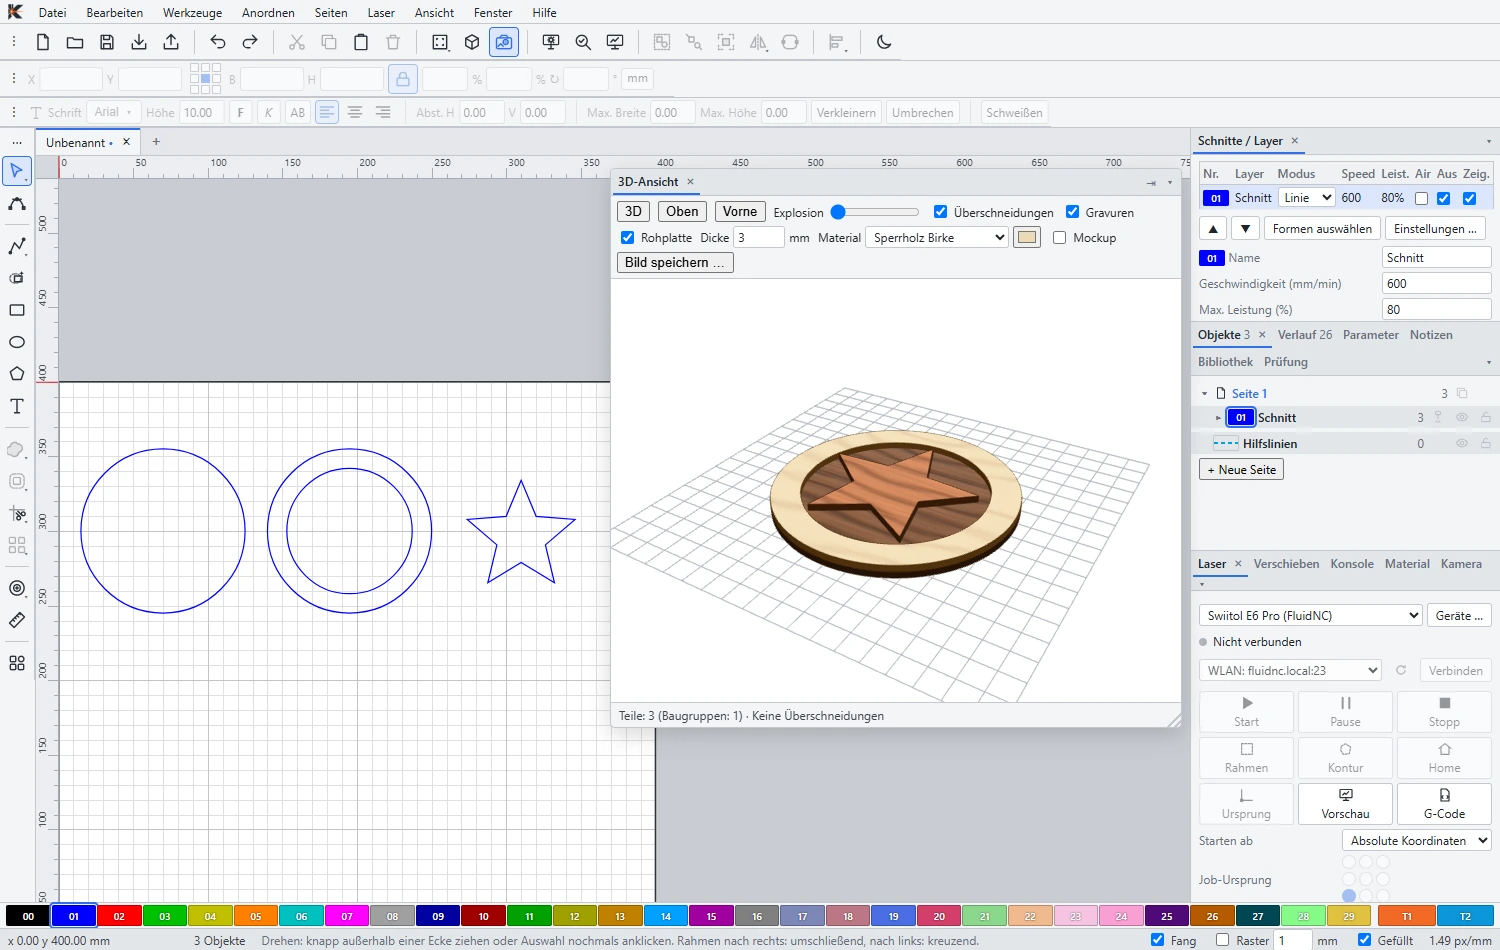 Datei Bearbeiten Werkzeuge Anordnen Seiten Laser Ansicht Fenster Hilfe
X Y B H % % ° mm
Schrift Arial Höhe 10.00 F K AB Abst. H 0.00 V 0.00 Max. Breite 0.00 Max. Höhe 0.00 Verkleinern Umbrechen Schweißen
Unbenannt • × +
0 50 100 150 200 250 300 350 400 450 500 550 600 650 700 75
500
450
400
350
300
250
200
150
100
50
3D-Ansicht ×
3D Oben Vorne Explosion Überschneidungen Gravuren
Rohplatte Dicke 3 mm Material Sperrholz Birke Mockup
Bild speichern ...
Teile: 3 (Baugruppen: 1) · Keine Überschneidungen
Schnitte / Layer ×
Nr. Layer Modus Speed Leist. Air Aus Zeig.
01 Schnitt Linie 600 80%
▲ ▼ Formen auswählen Einstellungen ...
01 Name Schnitt
Geschwindigkeit (mm/min) 600
Max. Leistung (%) 80
Objekte 3 × Verlauf 26 Parameter Notizen
Bibliothek Prüfung
Seite 1 3
01 Schnitt 3
Hilfslinien 0
+ Neue Seite
Laser × Verschieben Konsole Material Kamera
Swiitol E6 Pro (FluidNC) Geräte ...
Nicht verbunden
WLAN: fluidnc.local:23 Verbinden
Start Pause Stopp
Rahmen Kontur Home
Ursprung Vorschau G-Code
Starten ab Absolute Koordinaten
Job-Ursprung
00 01 02 03 04 05 06 07 08 09 10 11 12 13 14 15 16 17 18 19 20 21 22 23 24 25 26 27 28 29 T1 T2
x 0.00 y 400.00 mm 3 Objekte Drehen: knapp außerhalb einer Ecke ziehen oder Auswahl nochmals anklicken. Rahmen nach rechts: umschließend, nach links: kreuzend. Fang Raster 1 mm Gefüllt 1.49 px/mm